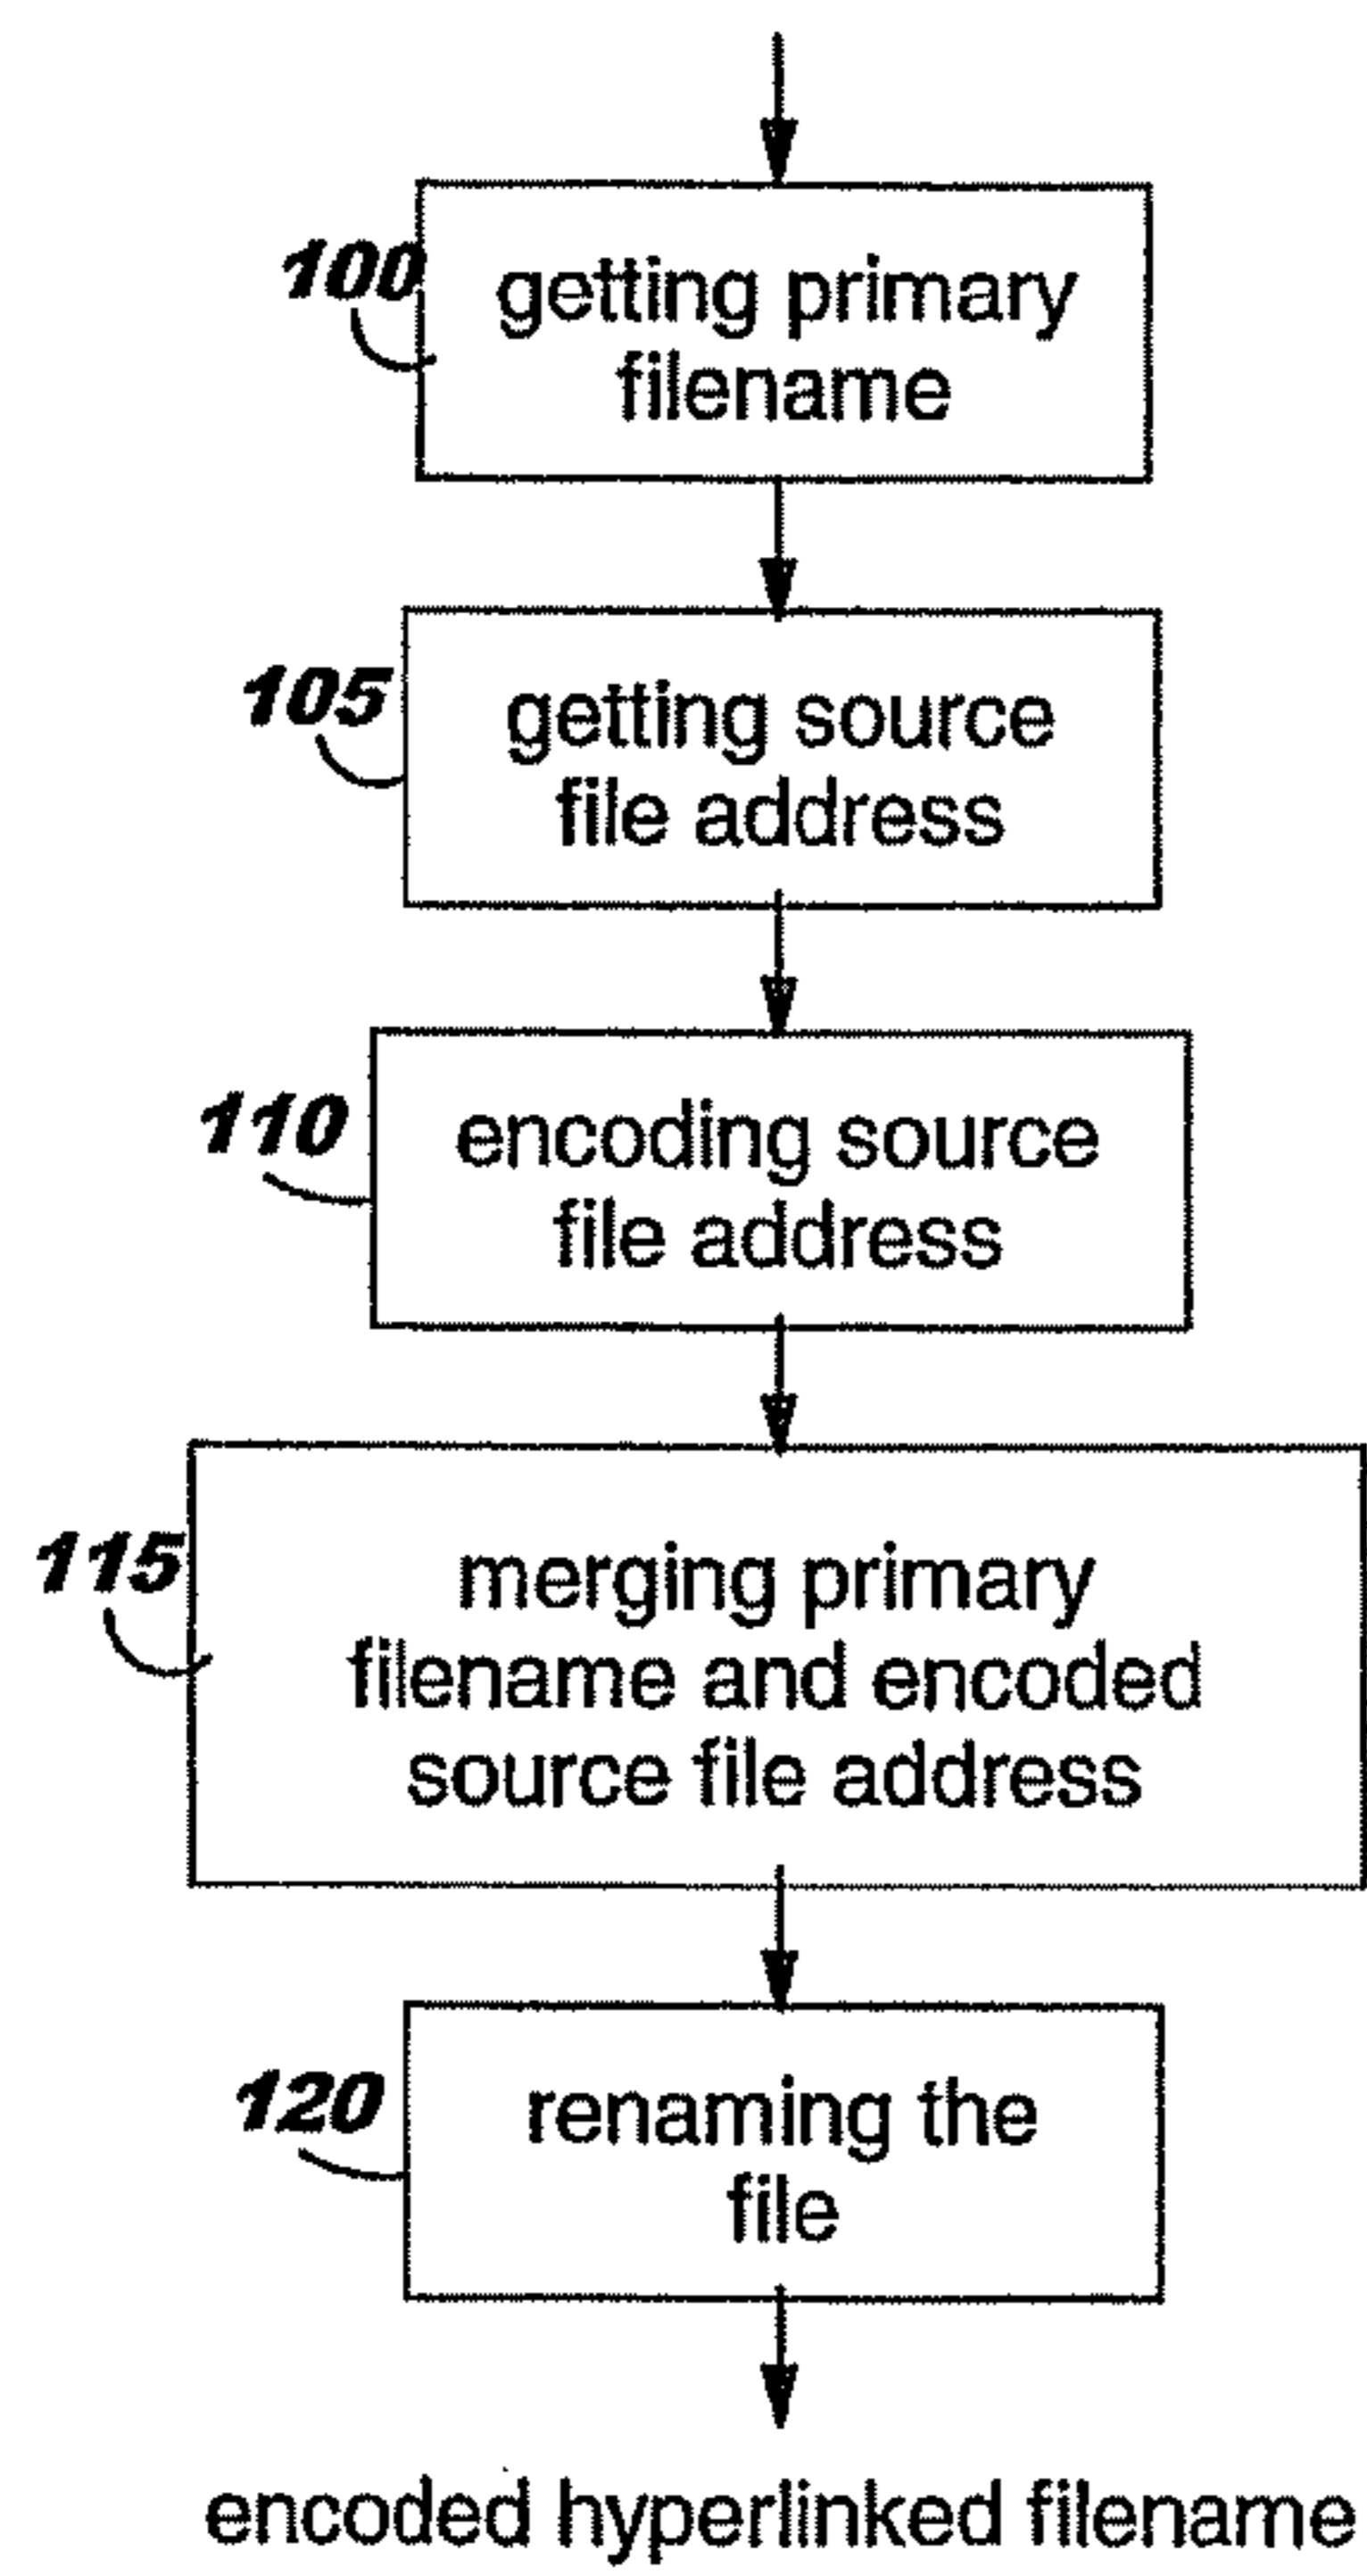 100
getting primary
filename
105
getting source
file address
110
encoding source
file address
115
merging primary
filename and encoded
source file address
120
renaming the
file
encoded hyperlinked filename